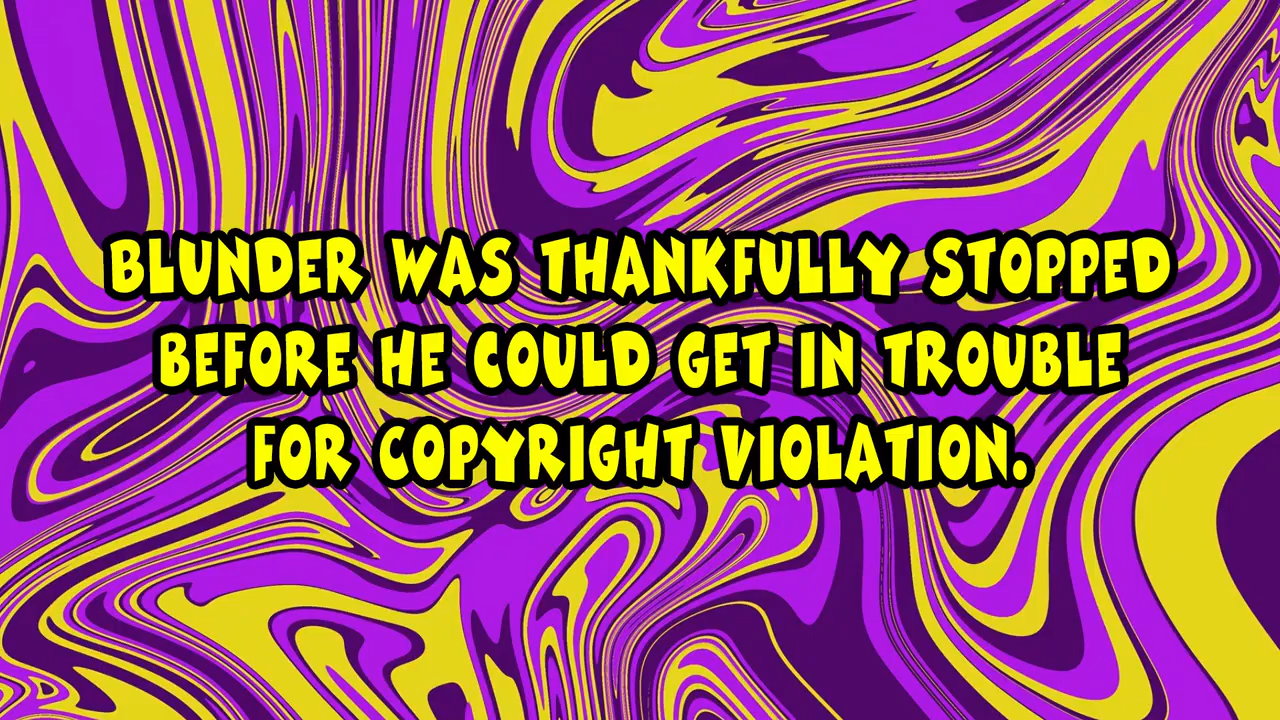 BLUNDER WAS THANKFULLY STOPPED
BEFORE HE COULD GET IN TROUBLE
FOR COPYRIGHT VIOLATION.